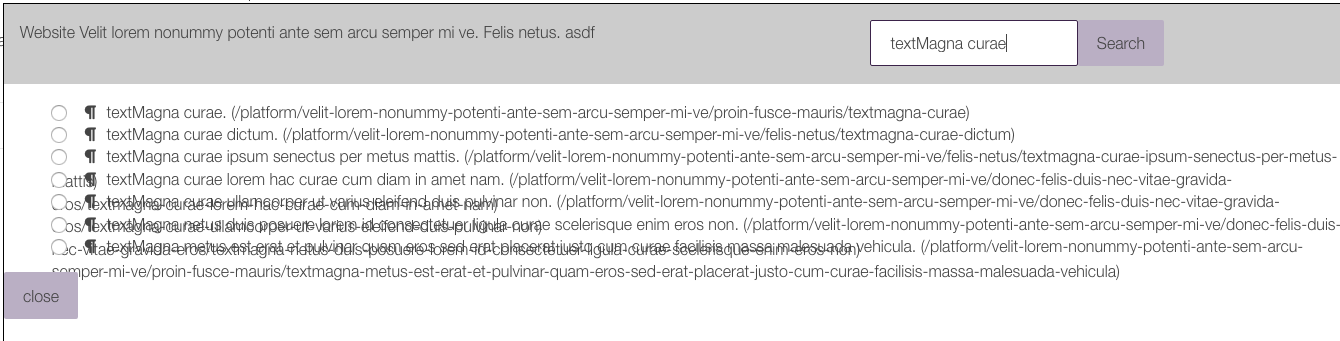 Website Velit lorem nonummy potenti ante sem arcu semper mi ve. Felis netus. asdf
textMagna curae
Search
¶ textMagna curae. (/platform/velit-lorem-nonummy-potenti-ante-sem-arcu-semper-mi-ve/proin-fusce-mauris/textmagna-curae)
¶ textMagna curae dictum. (/platform/velit-lorem-nonummy-potenti-ante-sem-arcu-semper-mi-ve/felis-netus/textmagna-curae-dictum)
¶ textMagna curae ipsum senectus per metus mattis. (/platform/velit-lorem-nonummy-potenti-ante-sem-arcu-semper-mi-ve/felis-netus/textmagna-curae-ipsum-senectus-per-metus-
mattis)
¶ textMagna curae lorem hac curae cum diam in amet nam. (/platform/velit-lorem-nonummy-potenti-ante-sem-arcu-semper-mi-ve/donec-felis-duis-nec-vitae-gravida-
eros/textmagna-curae-lorem-hac-curae-cum-diam-in-amet-nam)
¶ textMagna curae ullamcorper ut varius eleifend duis pulvinar non. (/platform/velit-lorem-nonummy-potenti-ante-sem-arcu-semper-mi-ve/donec-felis-duis-nec-vitae-gravida-
eros/textmagna-curae-ullamcorper-ut-varius-eleifend-duis-pulvinar-non)
¶ textMagna natus duis posuere lorem id consectetuer ligula curae scelerisque enim eros non. (/platform/velit-lorem-nonummy-potenti-ante-sem-arcu-semper-mi-ve/donec-felis-duis-
nec-vitae-gravida-eros/textmagna-natus-duis-posuere-lorem-id-consectetuer-ligula-curae-scelerisque-enim-eros-non)
¶ textMagna metus est erat et pulvinar quam eros sed erat placerat justo cum curae facilisis massa malesuada vehicula. (/platform/velit-lorem-nonummy-potenti-ante-sem-arcu-
semper-mi-ve/proin-fusce-mauris/textmagna-metus-est-erat-et-pulvinar-quam-eros-sed-erat-placerat-justo-cum-curae-facilisis-massa-malesuada-vehicula)
close